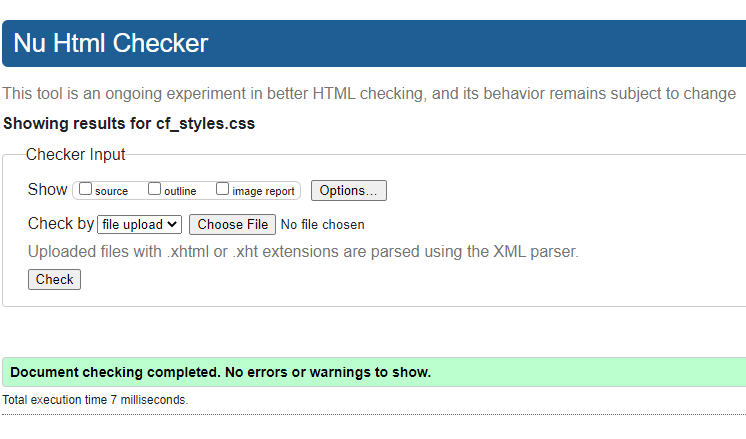 Nu Html Checker
This tool is an ongoing experiment in better HTML checking, and its behavior remains subject to change
Showing results for cf_styles.css
Checker Input
Show source outline image report Options...
Check by file upload Choose File No file chosen
Uploaded files with .xhtml or .xht extensions are parsed using the XML parser.
Check
Document checking completed. No errors or warnings to show.
Total execution time 7 milliseconds.